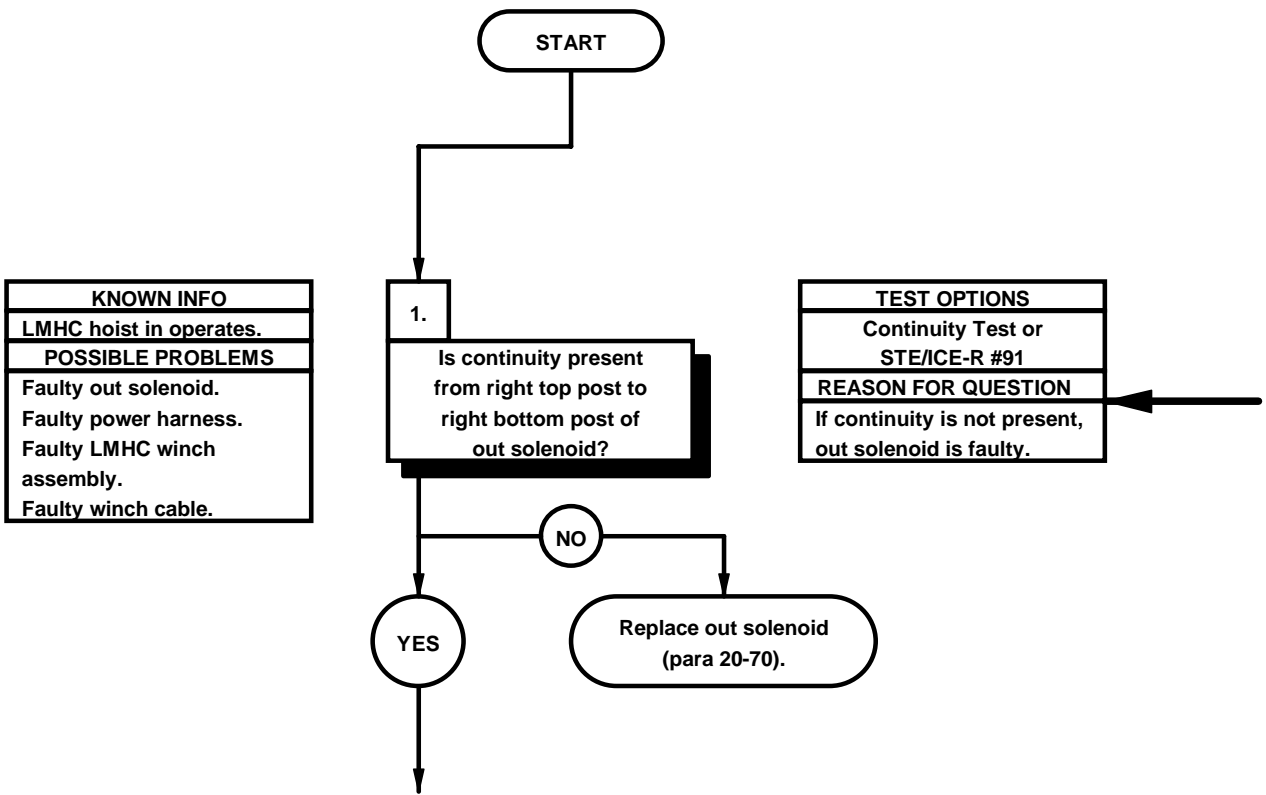 START
KNOWN INFO
LMHC hoist in operates.
POSSIBLE PROBLEMS
Faulty out solenoid.
Faulty power harness.
Faulty LMHC winch
assembly.
Faulty winch cable.
1.
Is continuity present
from right top post to
right bottom post of
out solenoid?
TEST OPTIONS
Continuity Test or
STE/ICE-R #91
REASON FOR QUESTION
If continuity is not present,
out solenoid is faulty.
NO
YES
Replace out solenoid
(para 20-70).